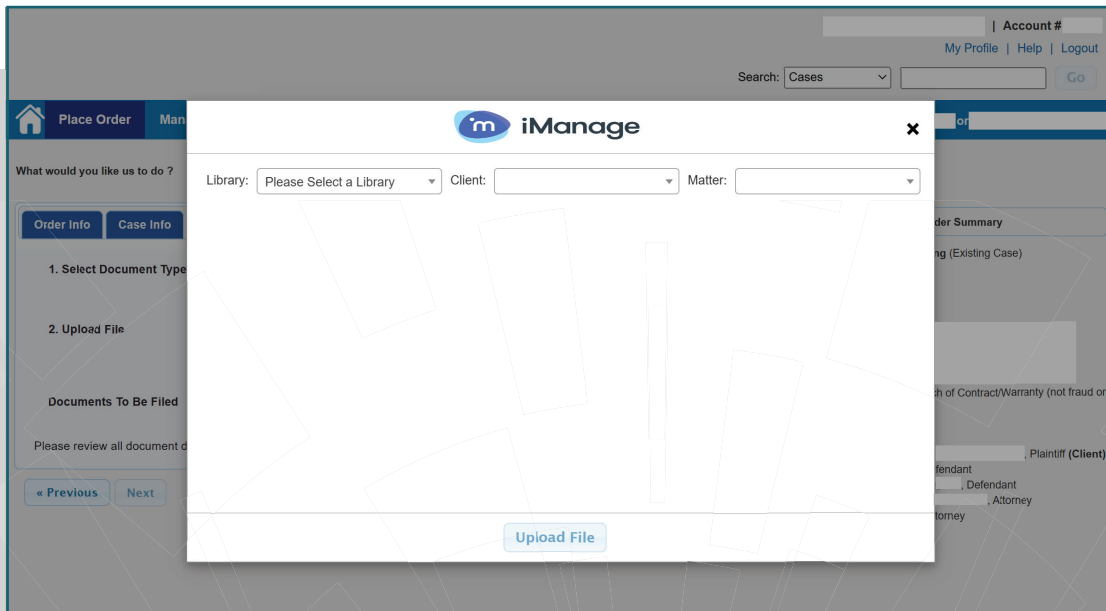 | Account #
My Profile | Help | Logout
Search: Cases Go
Place Order Man or
im iManage ×
What would you like us to do ?
Library: Please Select a Library Client: Matter:
Order Info Case Info der Summary
ng (Existing Case)
1. Select Document Type
2. Upload File
ch of Contract/Warranty (not fraud or
Documents To Be Filed
Please review all document d
, Plaintiff (Client)
fendant
, Defendant
« Previous Next
, Attorney
torney
Upload File